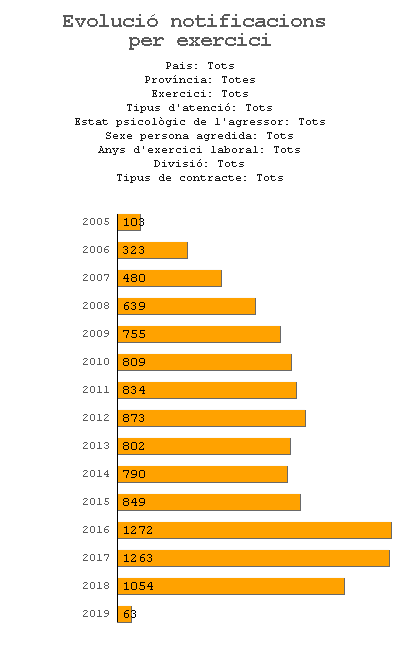 Evolució notificacions
per exercici
Pais: Tots
Província: Totes
Exercici: Tots
Tipus d'atenció: Tots
Estat psicològic de l'agressor: Tots
Sexe persona agredida: Tots
Anys d'exercici laboral: Tots
Divisió: Tots
Tipus de contracte: Tots
2005 103
2006 323
2007 480
2008 639
2009 755
2010 809
2011 834
2012 873
2013 802
2014 790
2015 849
2016 1272
2017 1263
2018 1054
2019 63